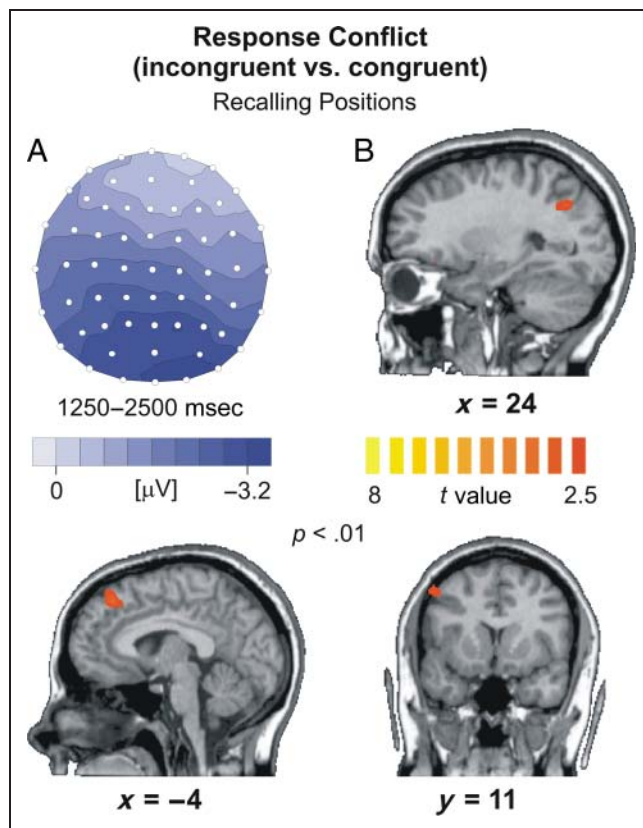 Response Conflict
(incongruent vs. congruent)
Recalling Positions
A
B
1250–2500 msec
x = 24
0 [μV] –3.2
8 t value 2.5
p < .01
x = –4
y = 11